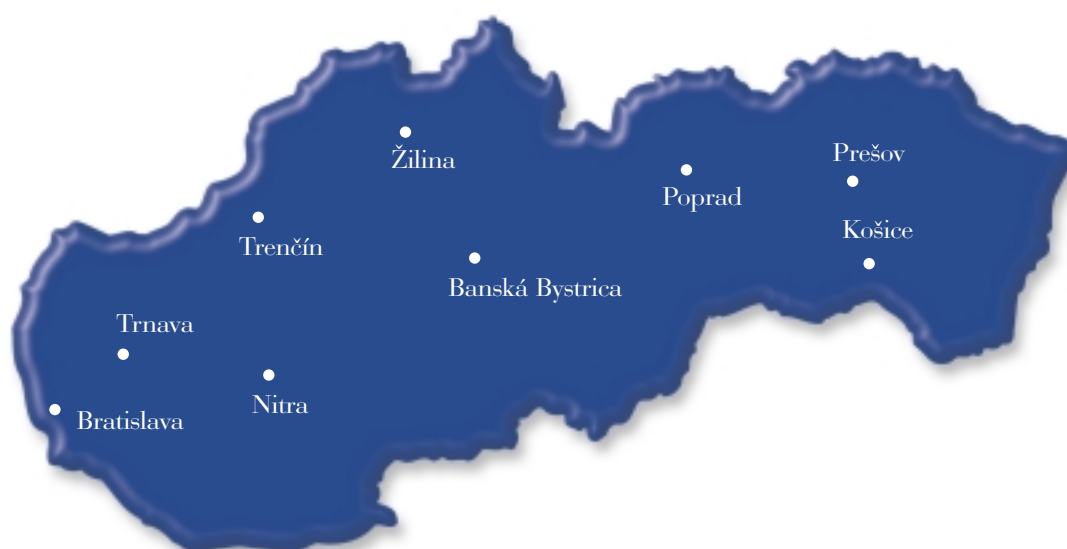 Žilina
Prešov
Poprad
Košice
Trenčín
Banská Bystrica
Trnava
Nitra
Bratislava